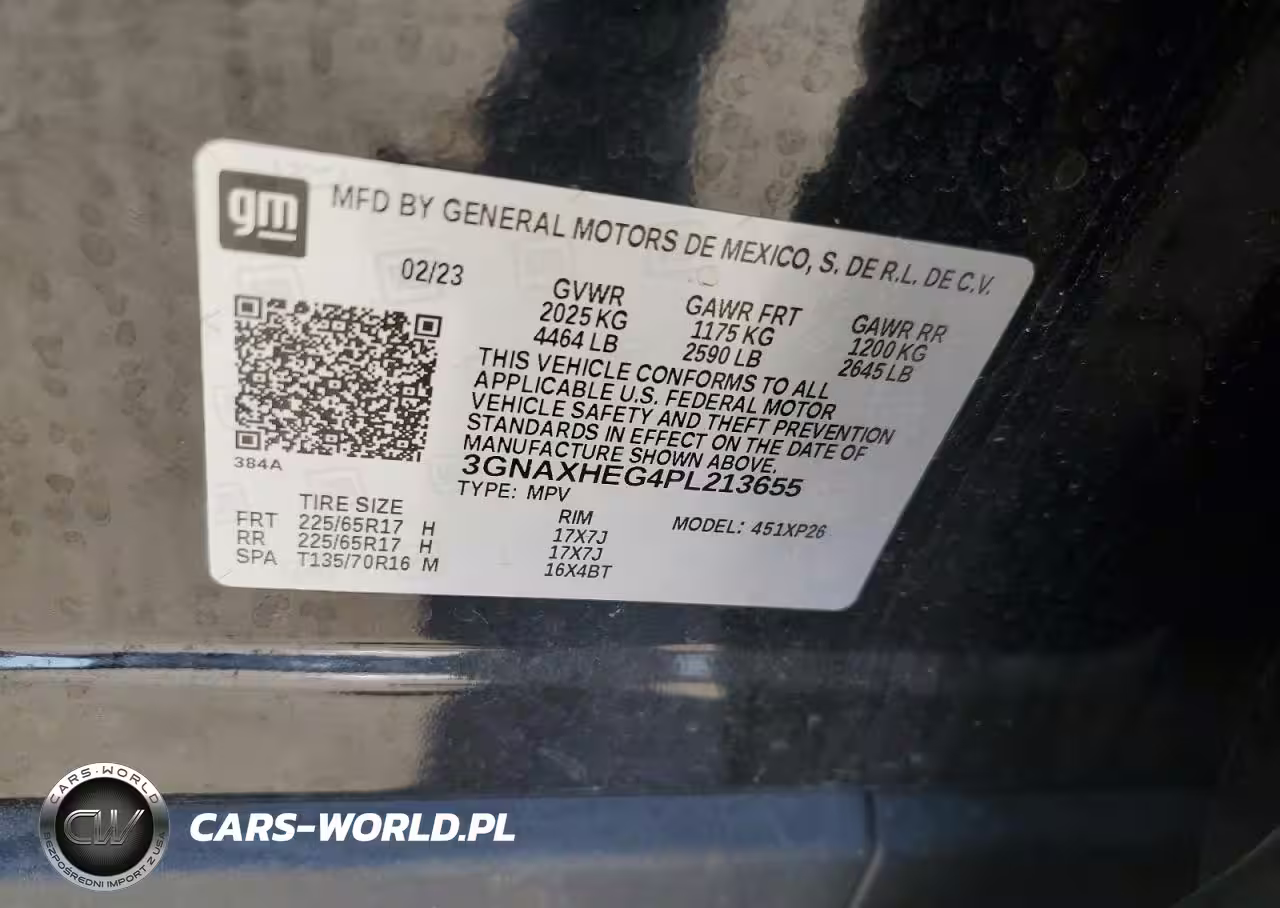 gm
MFD BY GENERAL MOTORS DE MEXICO, S. DE R.L. DE C.V.
02/23
GVWR
2025 KG
4464 LB
GAWR FRT
1175 KG
2590 LB
GAWR RR
1200 KG
2645 LB
THIS VEHICLE CONFORMS TO ALL
APPLICABLE U.S. FEDERAL MOTOR
VEHICLE SAFETY AND THEFT PREVENTION
STANDARDS IN EFFECT ON THE DATE OF
MANUFACTURE SHOWN ABOVE.
384A
3GNAXHEG4PL213655
TYPE: MPV
MODEL: 451XP26
TIRE SIZE RIM
FRT 225/65R17 H 17X7J
RR 225/65R17 H 17X7J
SPA T135/70R16 M 16X4BT
CARS-WORLD
CW
BEZPOŚREDNI IMPORT Z USA
CARS-WORLD.PL